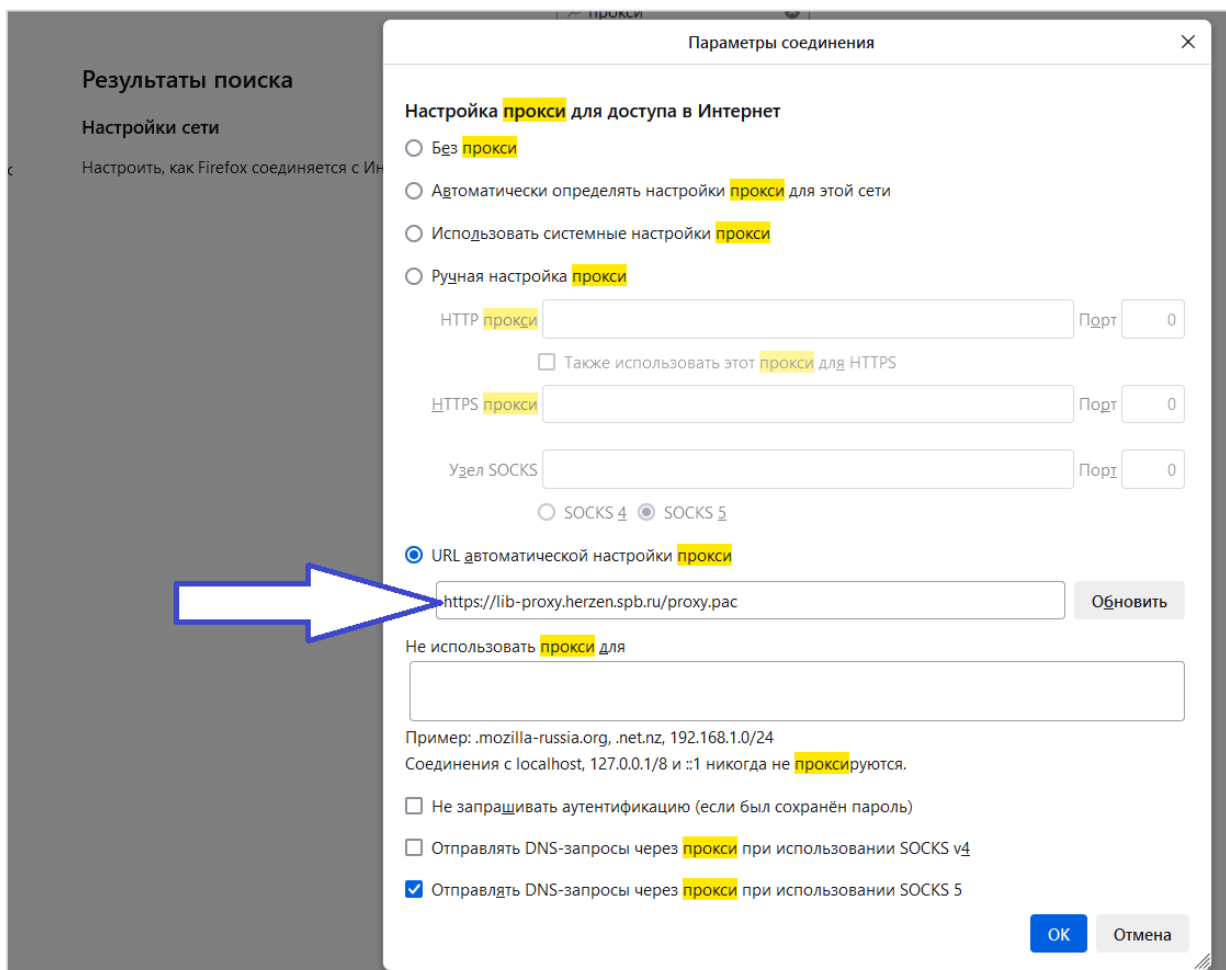 прокси
Параметры соединения
Результаты поиска
Настройка прокси для доступа в Интернет
Настройки сети
Без прокси
с
Настроить, как Firefox соединяется с Ин
Автоматически определять настройки прокси для этой сети
Использовать системные настройки прокси
Ручная настройка прокси
HTTP прокси
Порт 0
Также использовать этот прокси для HTTPS
HTTPS прокси
Порт 0
Узел SOCKS
Порт 0
SOCKS 4 SOCKS 5
URL автоматической настройки прокси
https://lib-proxy.herzen.spb.ru/proxy.pac
Обновить
Не использовать прокси для
Пример: .mozilla-russia.org, .net.nz, 192.168.1.0/24
Соединения с localhost, 127.0.0.1/8 и ::1 никогда не проксируются.
Не запрашивать аутентификацию (если был сохранён пароль)
Отправлять DNS-запросы через прокси при использовании SOCKS v4
Отправлять DNS-запросы через прокси при использовании SOCKS 5
ОК
Отмена